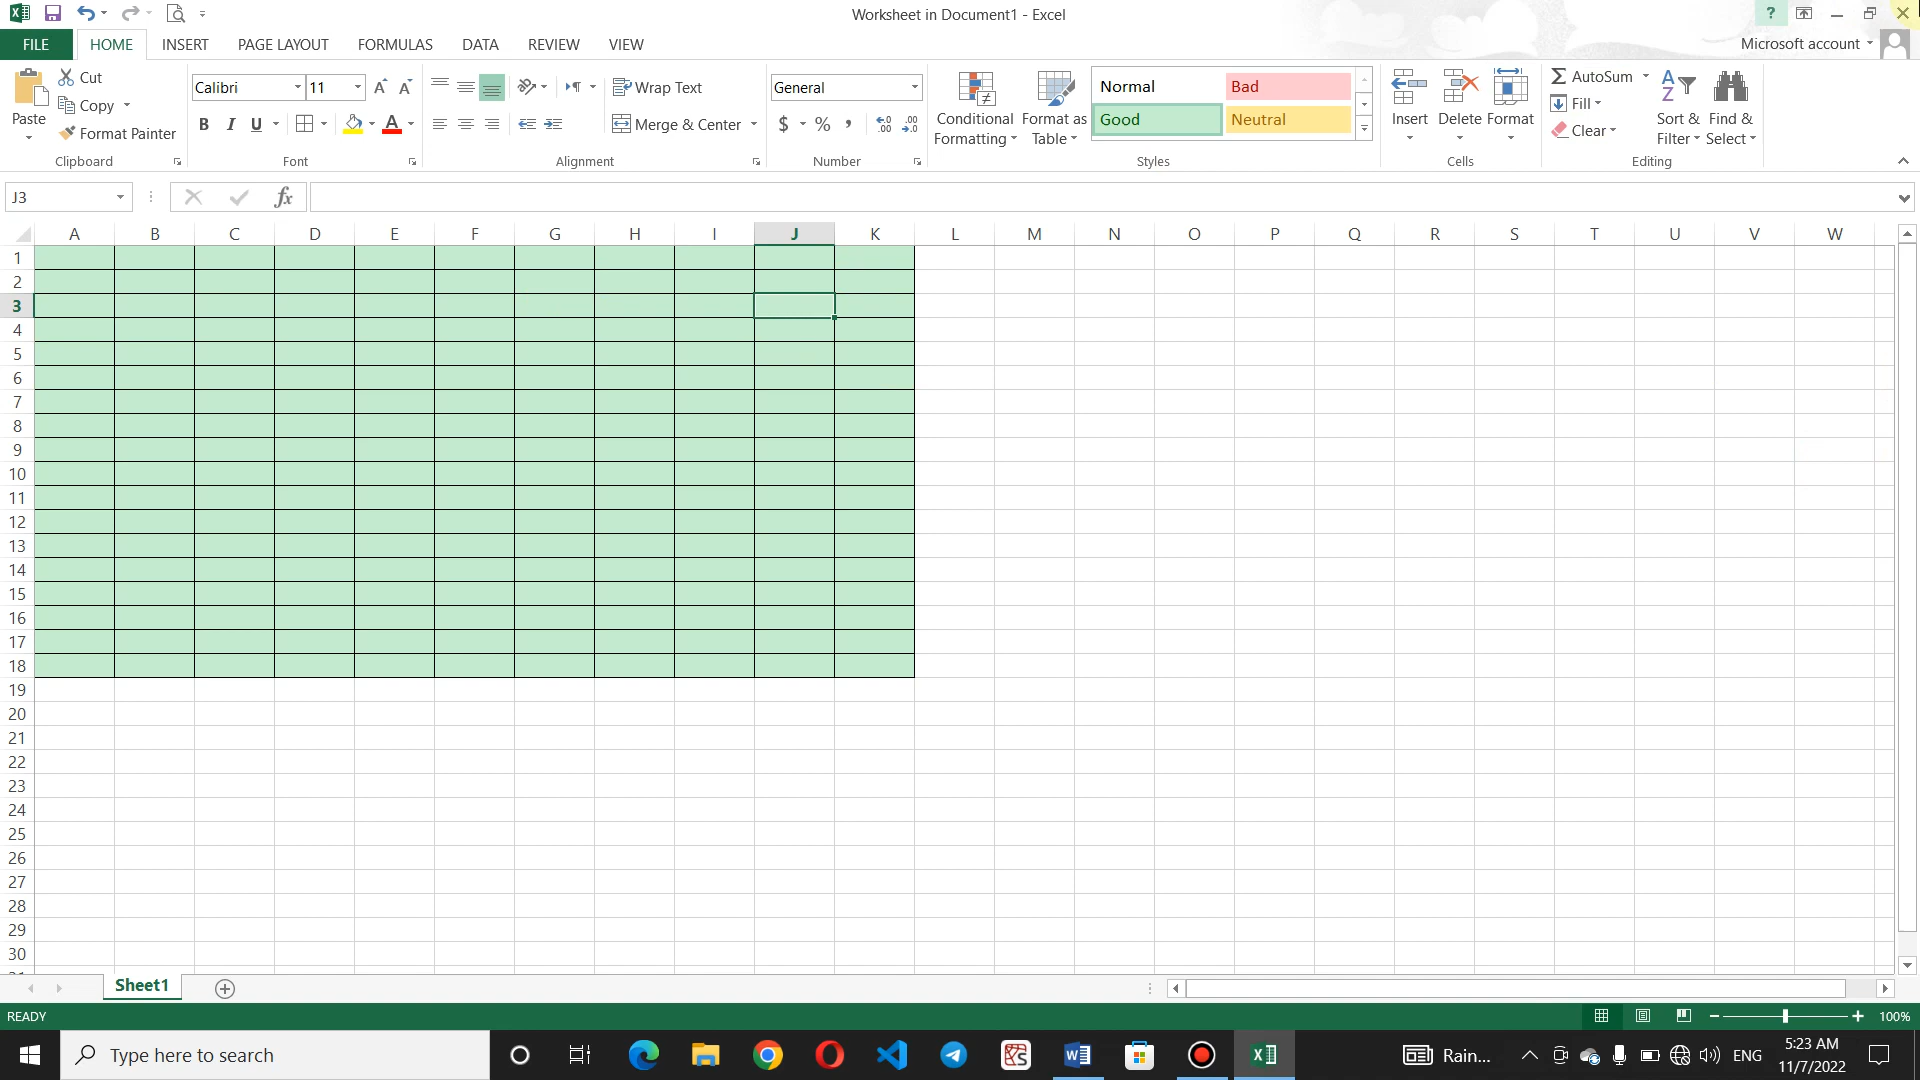 Worksheet in Document1 - Excel
?
FILE HOME INSERT PAGE LAYOUT FORMULAS DATA REVIEW VIEW
Microsoft account
Paste
Cut
Copy
Format Painter
Clipboard
Calibri 11
B I U
Font
Wrap Text
Merge & Center
Alignment
General
$ % ,
Number
Conditional Formatting
Format as Table
Normal Bad
Good Neutral
Styles
Insert Delete Format
Cells
AutoSum
Fill
Clear
Sort & Filter
Find & Select
Editing
J3
fx
A B C D E F G H I J K L M N O P Q R S T U V W
1
2
3
4
5
6
7
8
9
10
11
12
13
14
15
16
17
18
19
20
21
22
23
24
25
26
27
28
29
30
Sheet1
READY
100%
Type here to search
Rain...
ENG
5:23 AM
11/7/2022